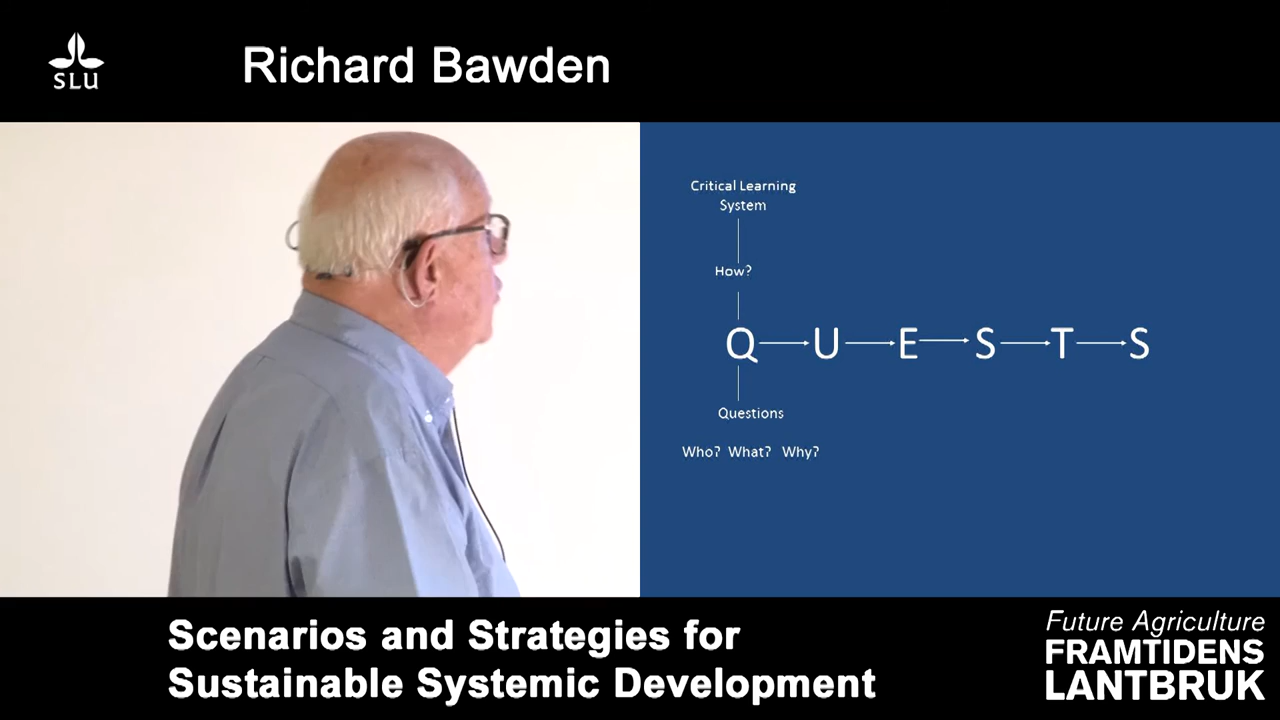 SLU
Richard Bawden
Critical Learning
System
How?
Q U E S T S
Questions
Who? What? Why?
Scenarios and Strategies for
Sustainable Systemic Development
Future Agriculture
FRAMTIDENS
LANTBRUK